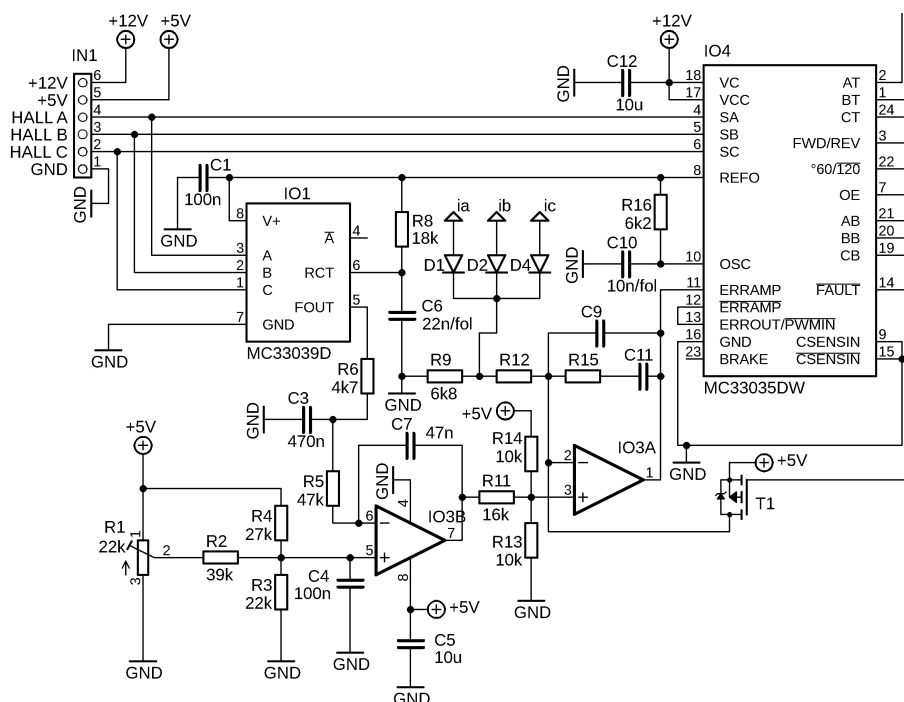 +12V
+5V
IN1
+12V 6
+5V 5
HALL A 4
HALL B 3
HALL C 2
GND 1
GND
+12V
GND
C12
10u
IO4
18 VC
17 VCC
4 SA
5 SB
6 SC
8 REFO
10 OSC
11 ERRAMP
12 ERRAMP
13 ERROUT/PWMIN
16 GND
23 BRAKE
AT 2
BT 1
CT 24
FWD/REV 3
°60/120 22
OE 7
AB 21
BB 20
CB 19
FAULT 14
CSENSIN 9
CSENSIN 15
MC33035DW
C1
100n
GND
IO1
8 V+
3 A
2 B
1 C
7 GND
A 4
RCT 6
FOUT 5
MC33039D
GND
R8
18k
ia
ib
ic
D1
D2
D4
R16
6k2
GND
C10
10n/fol
C6
22n/fol
C9
R9
6k8
R12
R15
C11
GND
R6
4k7
GND
C3
470n
C7
47n
+5V
R14
10k
IO3A
2
3
1
GND
+5V
T1
+5V
R5
47k
GND
4
IO3B
6
5
7
8
R11
16k
R13
10k
GND
R1
22k
1
2
3
R2
39k
R4
27k
R3
22k
C4
100n
+5V
C5
10u
GND
GND
GND
GND